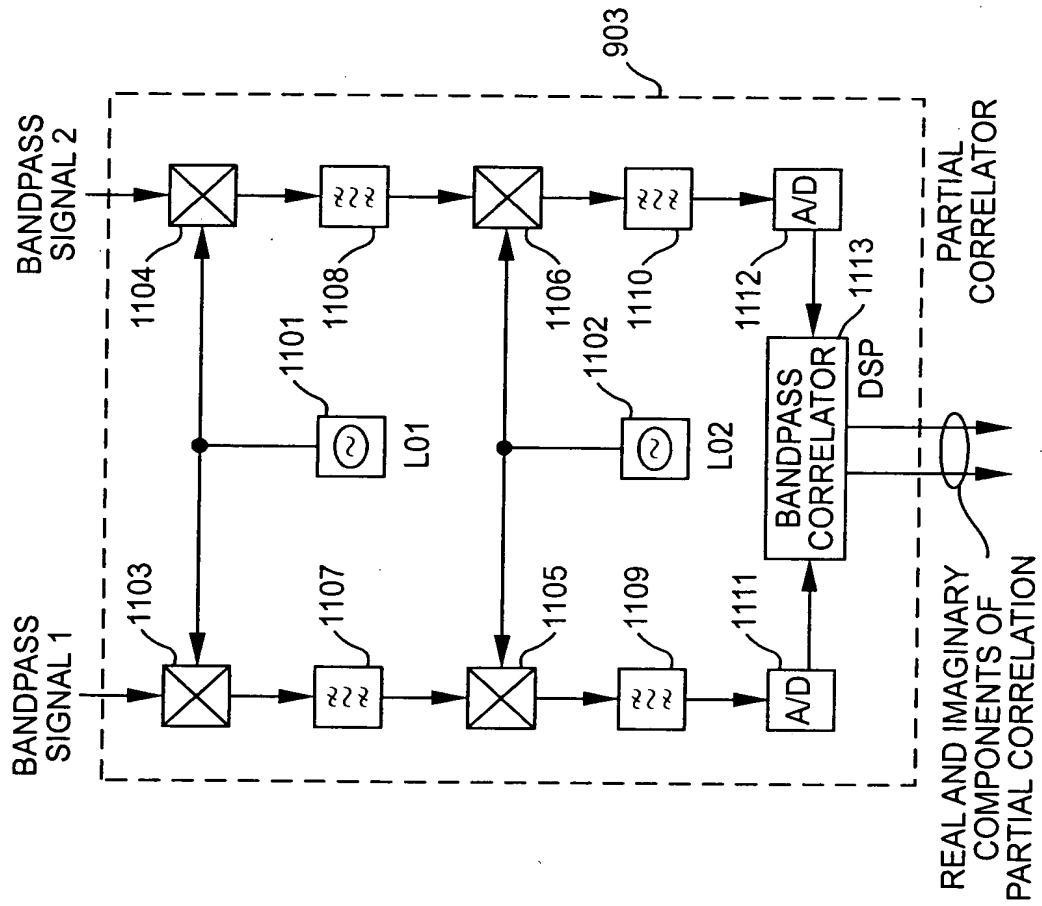 BANDPASS
SIGNAL 1
BANDPASS
SIGNAL 2
1103
1104
903
1107
1101
1108
L01
1105
1106
1109
1102
1110
L02
1111
A/D
1112
A/D
BANDPASS
CORRELATOR
1113
DSP
PARTIAL
CORRELATOR
REAL AND IMAGINARY
COMPONENTS OF
PARTIAL CORRELATION